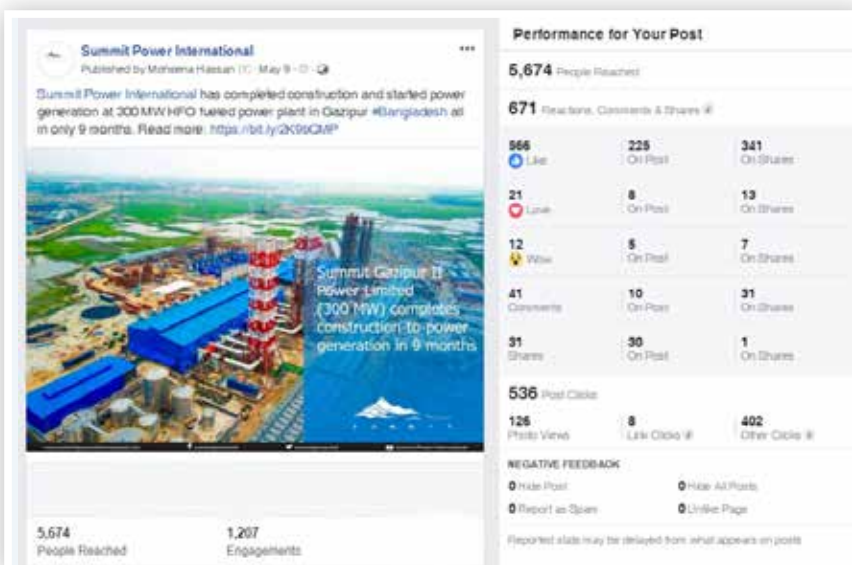 Summit Power International
Published by Mohsena Hassan · May 9 ·
Summit Power International has completed construction and started power
generation at 300 MW HFO fueled power plant in Gazipur #Bangladesh all
in only 9 months. Read more:
Summit Gazipur II
Power Limited
(300 MW) completes
construction-to-power
generation in 9 months
SUMMIT
5,674
People Reached
1,207
Engagements
Performance for Your Post
5,674 People Reached
671 Reactions, Comments & Shares
566
Like
225
On Post
341
On Shares
21
Love
8
On Post
13
On Shares
12
Wow
5
On Post
7
On Shares
41
Comments
10
On Post
31
On Shares
31
Shares
30
On Post
1
On Shares
536 Post Clicks
126
Photo Views
8
Link Clicks
402
Other Clicks
NEGATIVE FEEDBACK
0 Hide Post
0 Hide All Posts
0 Report as Spam
0 Unlike Page
Reported stats may be delayed from what appears on posts